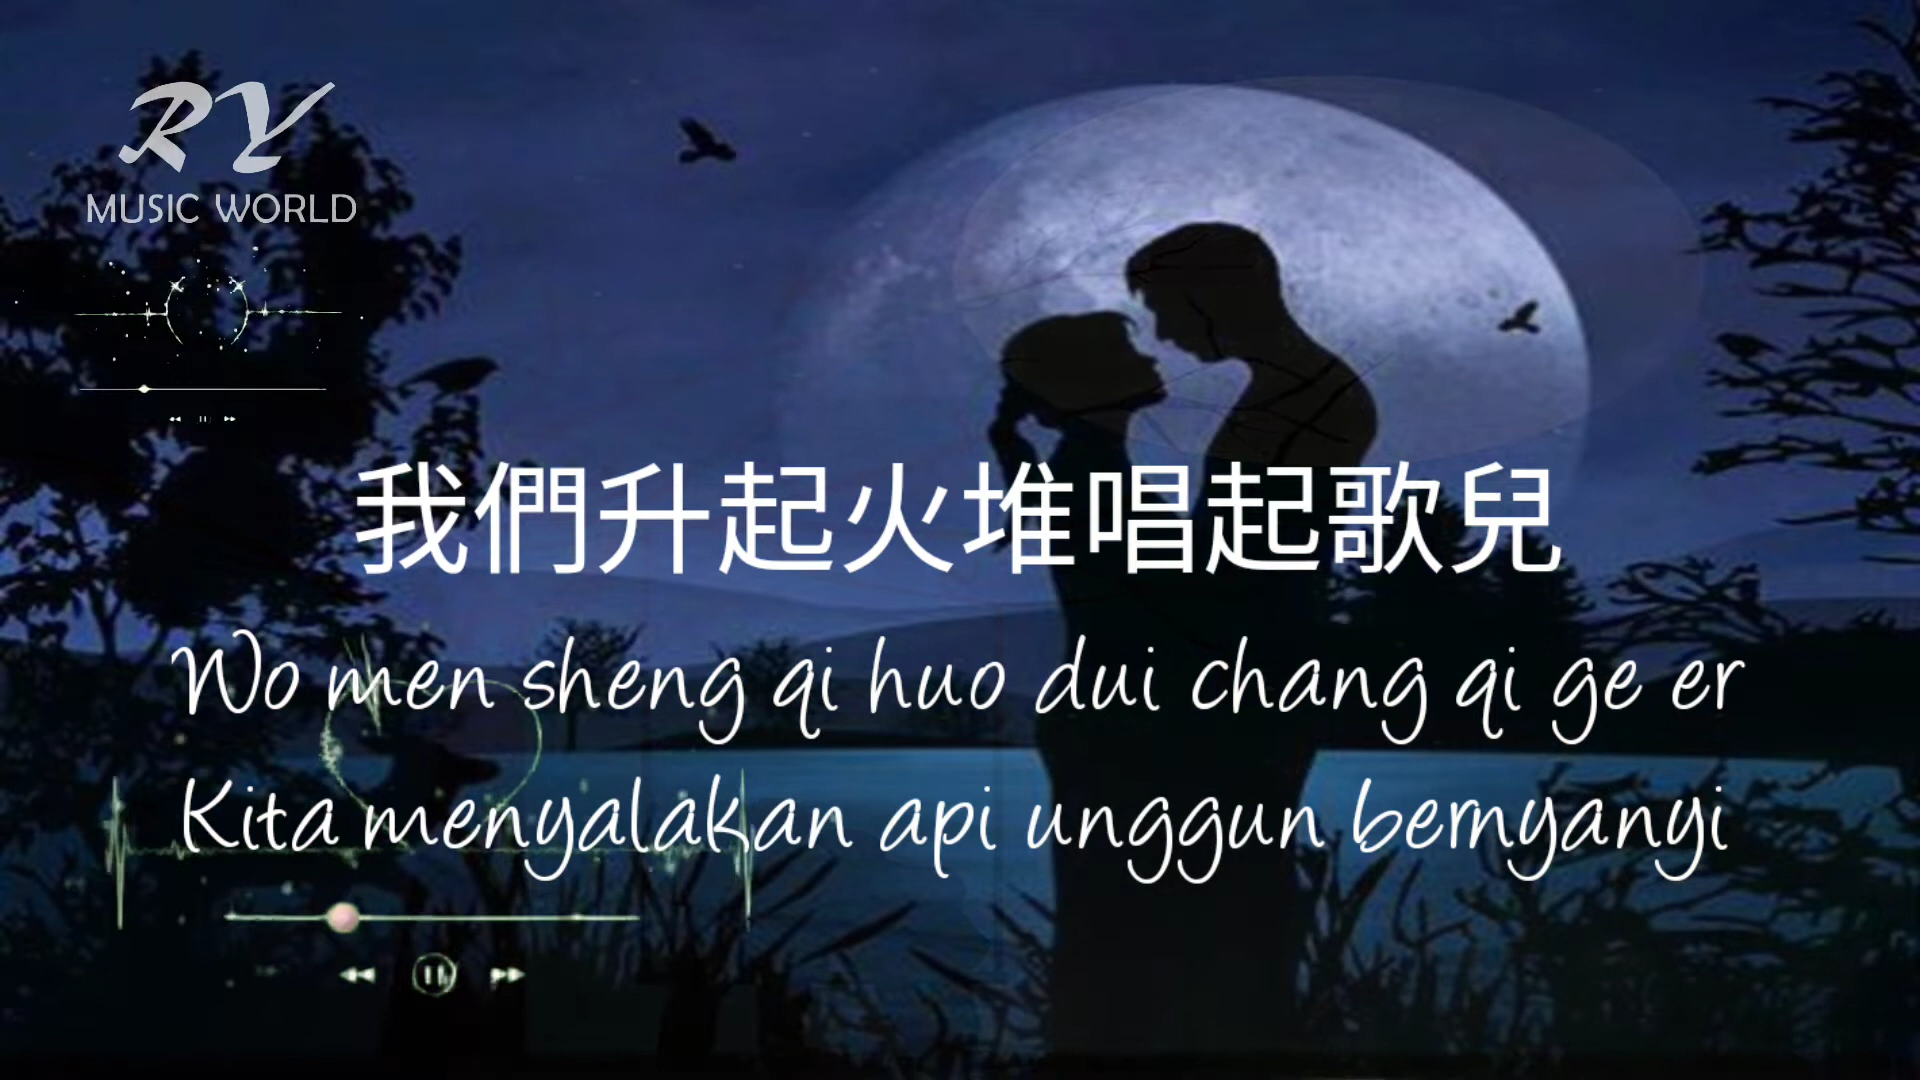 RY
MUSIC WORLD
我們升起火堆唱起歌兒
Wo men sheng qi huo dui chang qi ge er
Kita menyalakan api unggun bernyanyi